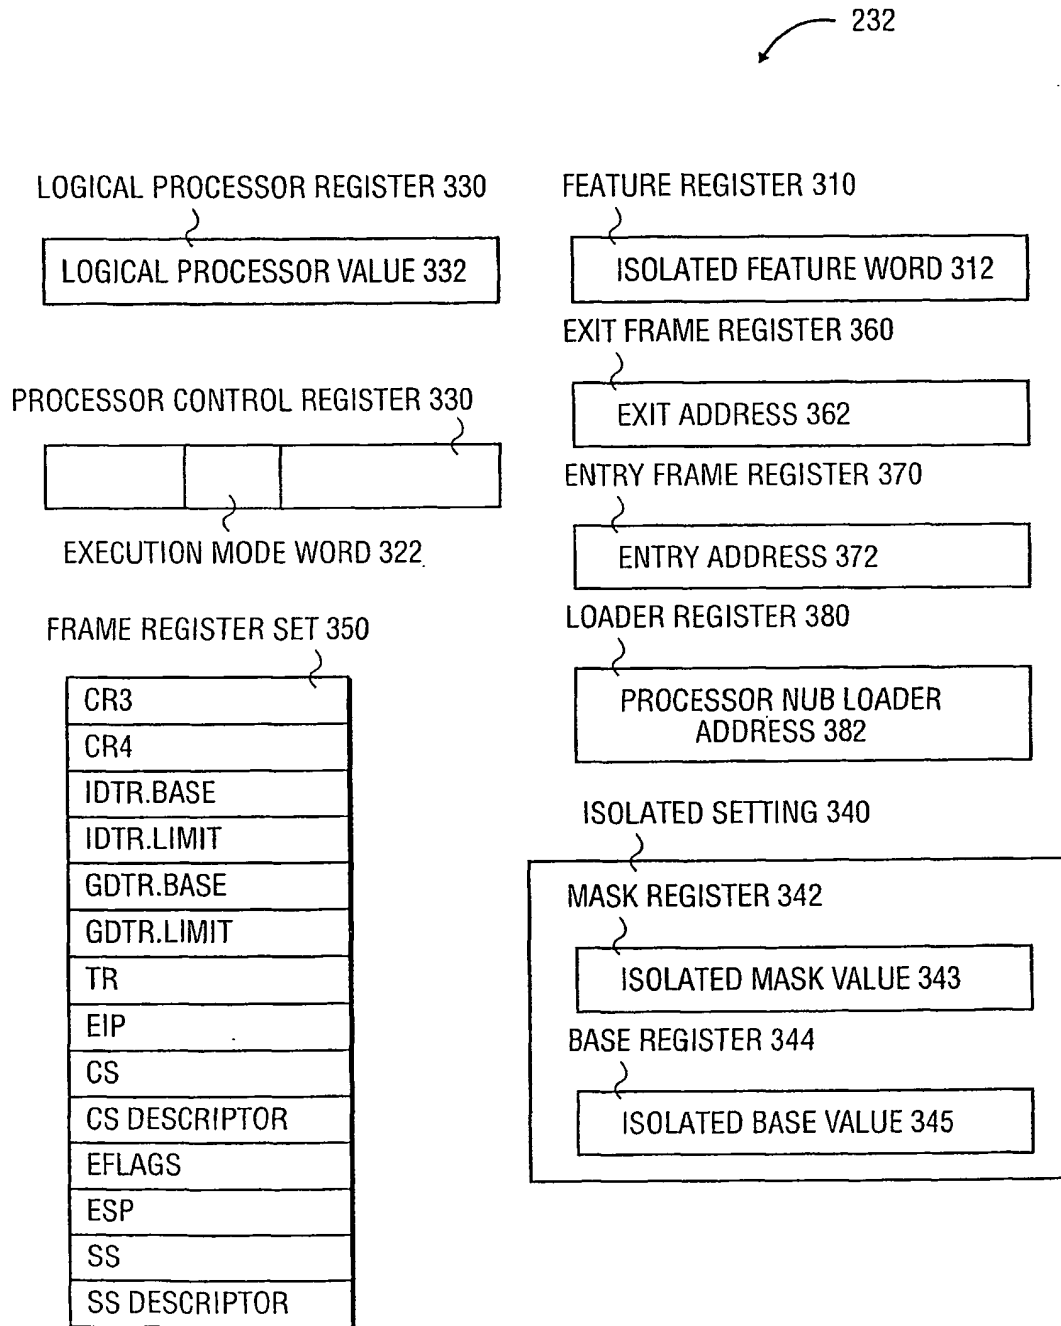 232
LOGICAL PROCESSOR REGISTER 330
LOGICAL PROCESSOR VALUE 332
PROCESSOR CONTROL REGISTER 330
EXECUTION MODE WORD 322
FRAME REGISTER SET 350
CR3
CR4
IDTR.BASE
IDTR.LIMIT
GDTR.BASE
GDTR.LIMIT
TR
EIP
CS
CS DESCRIPTOR
EFLAGS
ESP
SS
SS DESCRIPTOR
FEATURE REGISTER 310
ISOLATED FEATURE WORD 312
EXIT FRAME REGISTER 360
EXIT ADDRESS 362
ENTRY FRAME REGISTER 370
ENTRY ADDRESS 372
LOADER REGISTER 380
PROCESSOR NUB LOADER
ADDRESS 382
ISOLATED SETTING 340
MASK REGISTER 342
ISOLATED MASK VALUE 343
BASE REGISTER 344
ISOLATED BASE VALUE 345